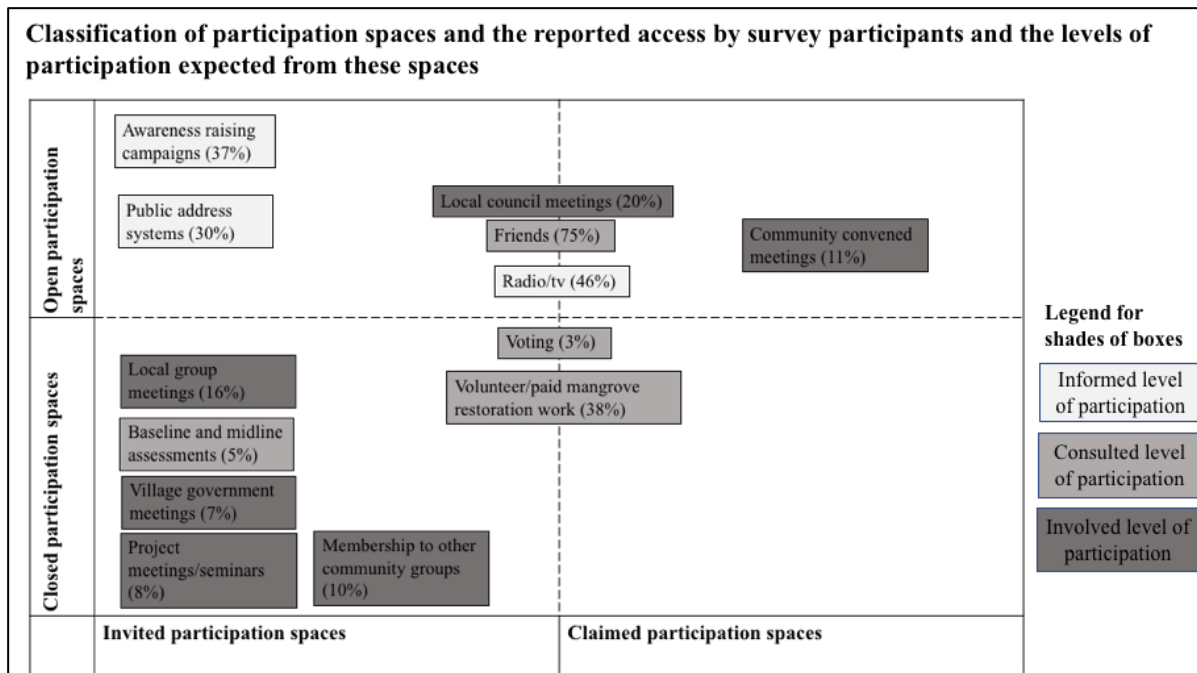 Classification of participation spaces and the reported access by survey participants and the levels of
participation expected from these spaces
Open participation
spaces
Awareness raising
campaigns (37%)
Public address
systems (30%)
Local council meetings (20%)
Friends (75%)
Radio/tv (46%)
Community convened
meetings (11%)
Closed participation spaces
Voting (3%)
Volunteer/paid mangrove
restoration work (38%)
Local group
meetings (16%)
Baseline and midline
assessments (5%)
Village government
meetings (7%)
Project
meetings/seminars
(8%)
Membership to other
community groups
(10%)
Invited participation spaces
Claimed participation spaces
Legend for
shades of boxes
Informed level
of participation
Consulted level
of participation
Involved level of
participation